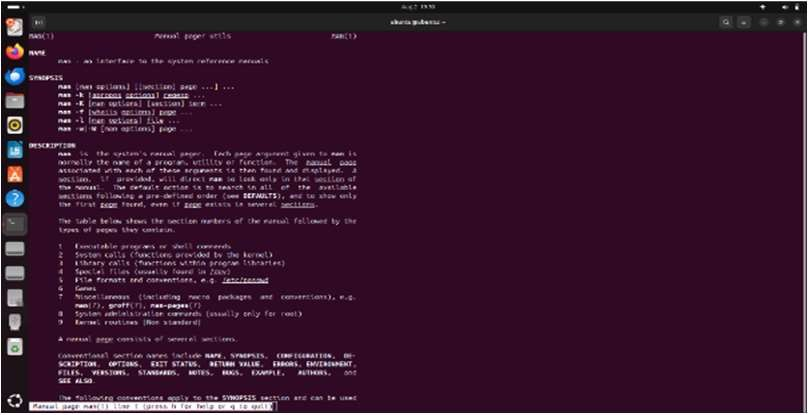 Aug 2 19:30
ubuntu@ubuntu: ~
MAN(1) Manual pager utils MAN(1)
NAME
man - an interface to the system reference manuals
SYNOPSIS
man [man options] [[section] page ...] ...
man -k [apropos options] regexp ...
man -K [man options] [section] term ...
man -f [whatis options] page ...
man -l [man options] file ...
man -w|-W [man options] page ...
DESCRIPTION
man is the system's manual pager. Each page argument given to man is
normally the name of a program, utility or function. The manual page
associated with each of these arguments is then found and displayed. A
section, if provided, will direct man to look only in that section of
the manual. The default action is to search in all of the available
sections following a pre-defined order (see DEFAULTS), and to show only
the first page found, even if page exists in several sections.
The table below shows the section numbers of the manual followed by the
types of pages they contain.
1 Executable programs or shell commands
2 System calls (functions provided by the kernel)
3 Library calls (functions within program libraries)
4 Special files (usually found in /dev)
5 File formats and conventions, e.g. /etc/passwd
6 Games
7 Miscellaneous (including macro packages and conventions), e.g.
man(7), groff(7), man-pages(7)
8 System administration commands (usually only for root)
9 Kernel routines [Non standard]
A manual page consists of several sections.
Conventional section names include NAME, SYNOPSIS, CONFIGURATION, DE‐
SCRIPTION, OPTIONS, EXIT STATUS, RETURN VALUE, ERRORS, ENVIRONMENT,
FILES, VERSIONS, STANDARDS, NOTES, BUGS, EXAMPLE, AUTHORS, and
SEE ALSO.
The following conventions apply to the SYNOPSIS section and can be used
Manual page man(1) line 1 (press h for help or q to quit)